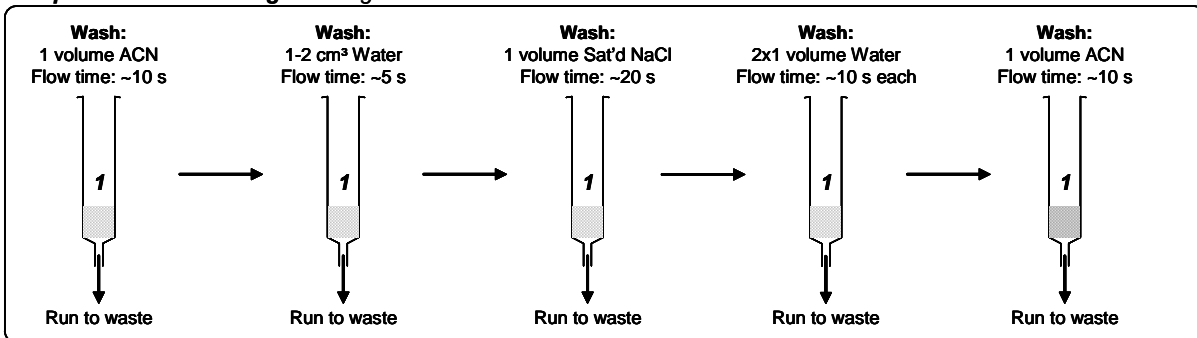 Wash:
1 volume ACN
Flow time: ~10 s
1
Run to waste
Wash:
1-2 cm³ Water
Flow time: ~5 s
1
Run to waste
Wash:
1 volume Sat'd NaCl
Flow time: ~20 s
1
Run to waste
Wash:
2x1 volume Water
Flow time: ~10 s each
1
Run to waste
Wash:
1 volume ACN
Flow time: ~10 s
1
Run to waste